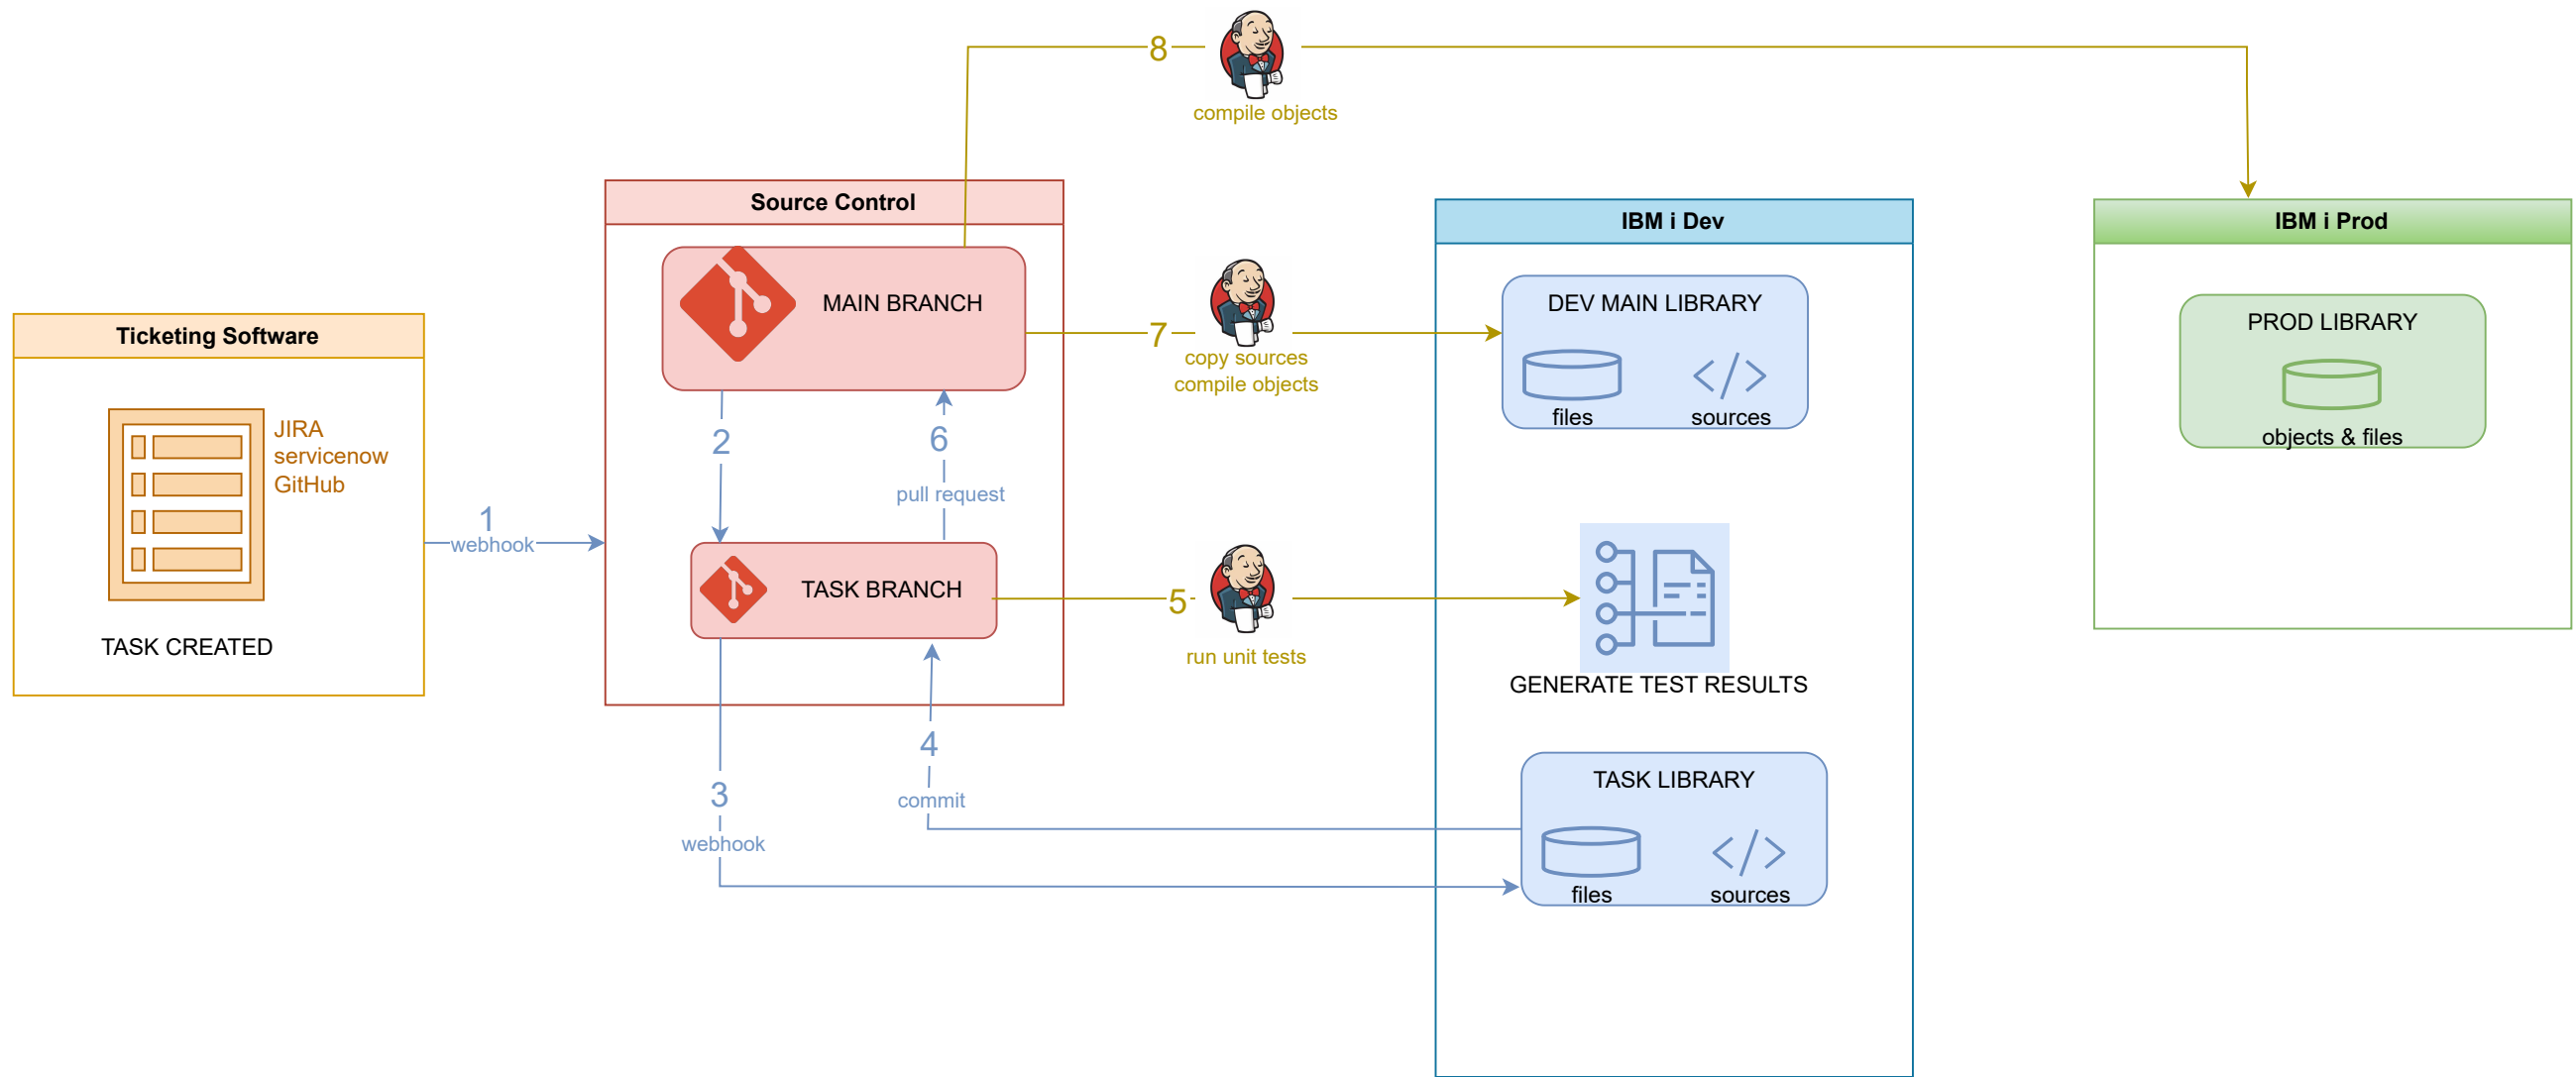 8
compile objects
Source Control
IBM i Dev
IBM i Prod
MAIN BRANCH
DEV MAIN LIBRARY
files
sources
PROD LIBRARY
objects & files
Ticketing Software
7
copy sources
compile objects
JIRA
servicenow
GitHub
TASK CREATED
1
webhook
2
6
pull request
TASK BRANCH
5
run unit tests
GENERATE TEST RESULTS
4
commit
3
webhook
TASK LIBRARY
files
sources